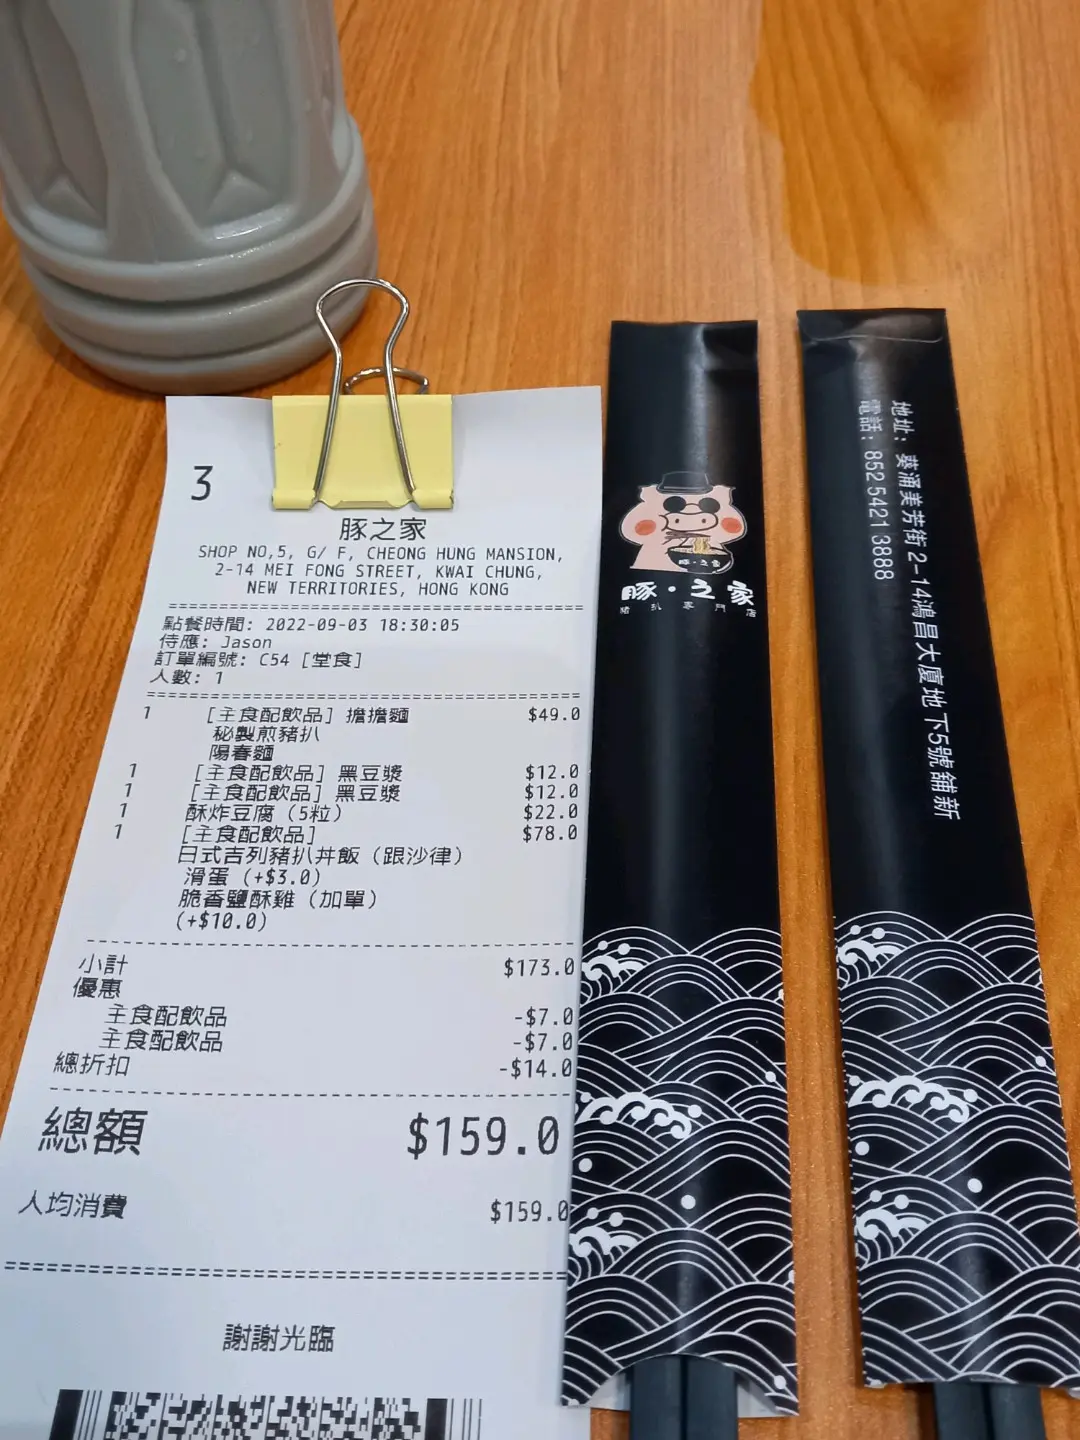 3
豚之家
SHOP NO,5, G/ F, CHEONG HUNG MANSION,
2-14 MEI FONG STREET, KWAI CHUNG,
NEW TERRITORIES, HONG KONG
點餐時間: 2022-09-03 18:30:05
侍應: Jason
訂單編號: C54 [堂食]
人數: 1
1 [主食配飲品] 擔擔麵 $49.0
秘製煎豬扒
陽春麵
1 [主食配飲品] 黑豆漿 $12.0
1 [主食配飲品] 黑豆漿 $12.0
1 酥炸豆腐 (5粒) $22.0
1 [主食配飲品] $78.0
日式吉列豬扒丼飯 (跟沙律)
滑蛋 (+$3.0)
脆香鹽酥雞 (加單)
(+$10.0)
小計 $173.0
優惠
主食配飲品 -$7.0
主食配飲品 -$7.0
總折扣 -$14.0
總額 $159.0
人均消費 $159.0
謝謝光臨
豚·之家
豚·之家
豬扒專門店
地址: 葵涌美芳街2-14鴻昌大廈地下5號舖新
電話: 852 5421 3888